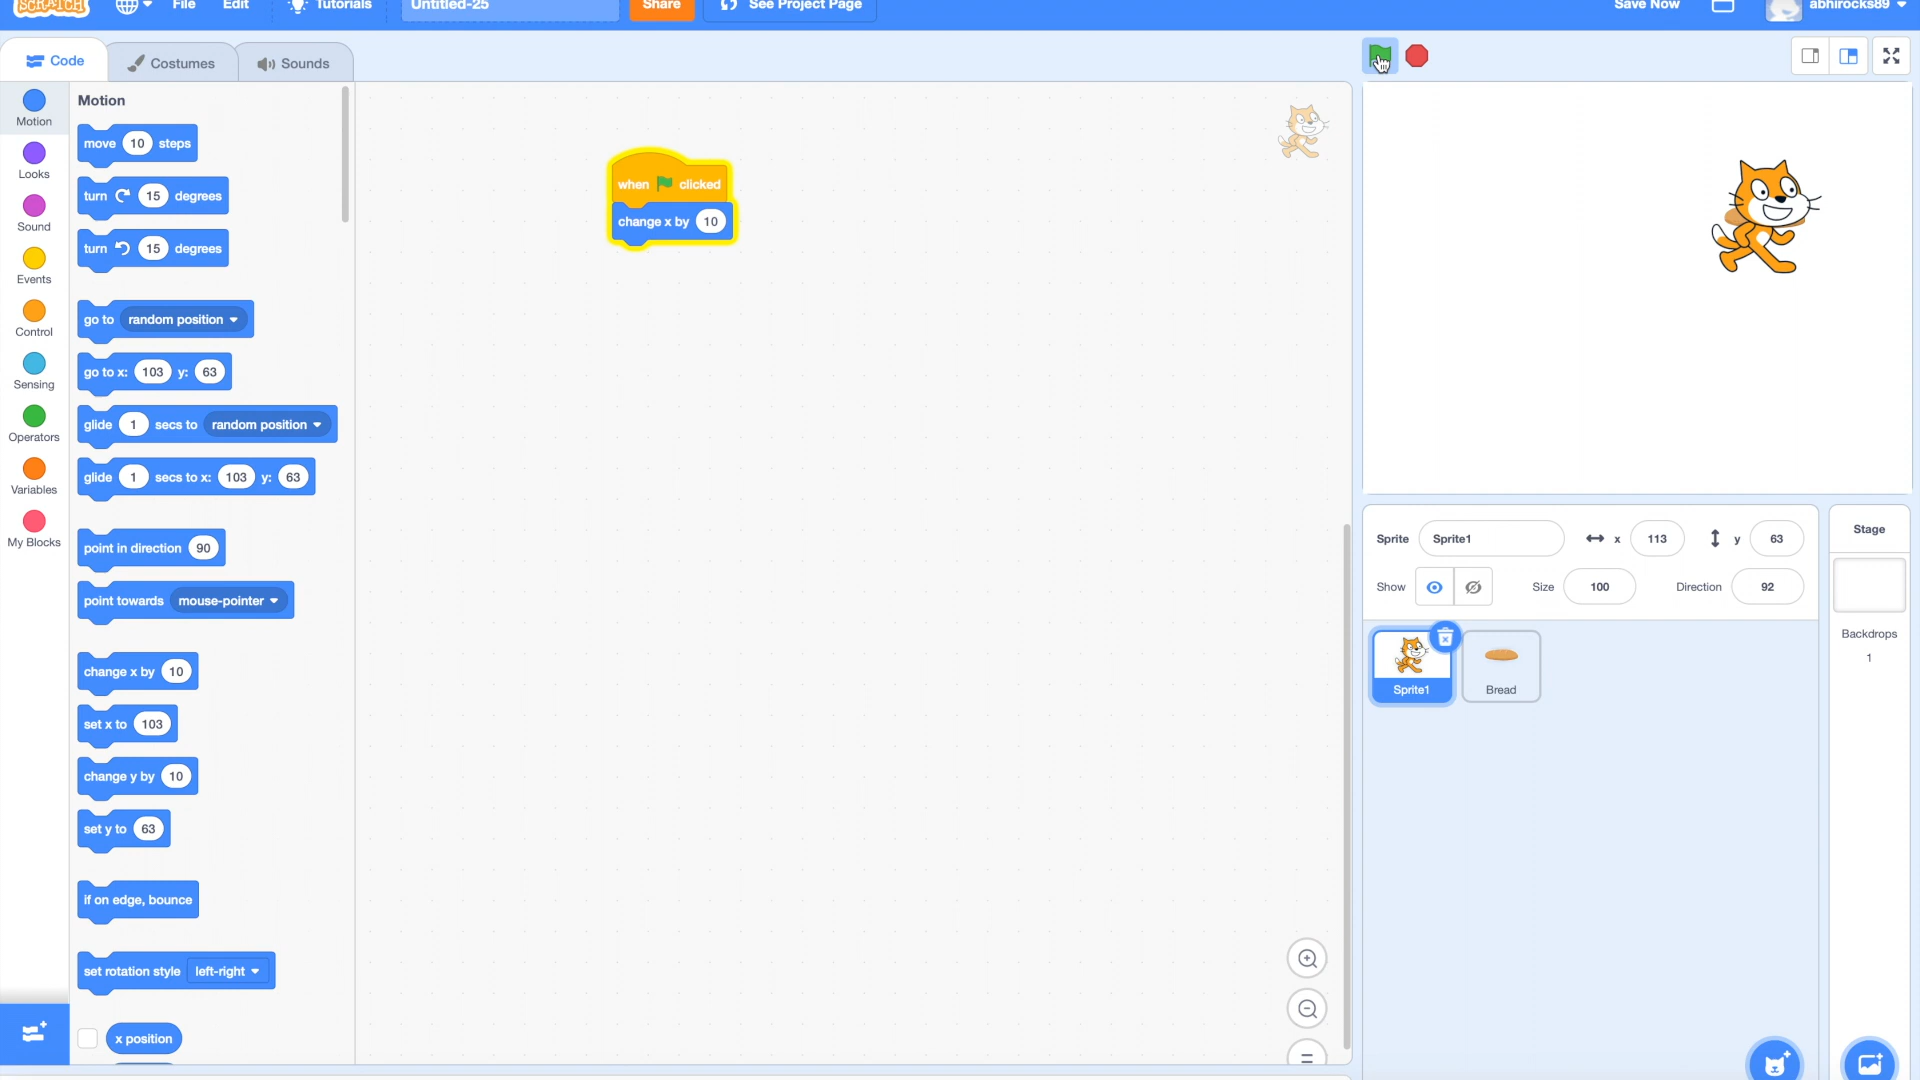 SCRATCH File Edit Tutorials Untitled-25 Share See Project Page Save Now abhirocks89
Code Costumes Sounds
Motion
Looks
Sound
Events
Control
Sensing
Operators
Variables
My Blocks
Motion
move 10 steps
turn 15 degrees
turn 15 degrees
go to random position
go to x: 103 y: 63
glide 1 secs to random position
glide 1 secs to x: 103 y: 63
point in direction 90
point towards mouse-pointer
change x by 10
set x to 103
change y by 10
set y to 63
if on edge, bounce
set rotation style left-right
x position
when clicked
change x by 10
Sprite Sprite1 x 113 y 63
Show Size 100 Direction 92
Sprite1
Bread
Stage
Backdrops
1